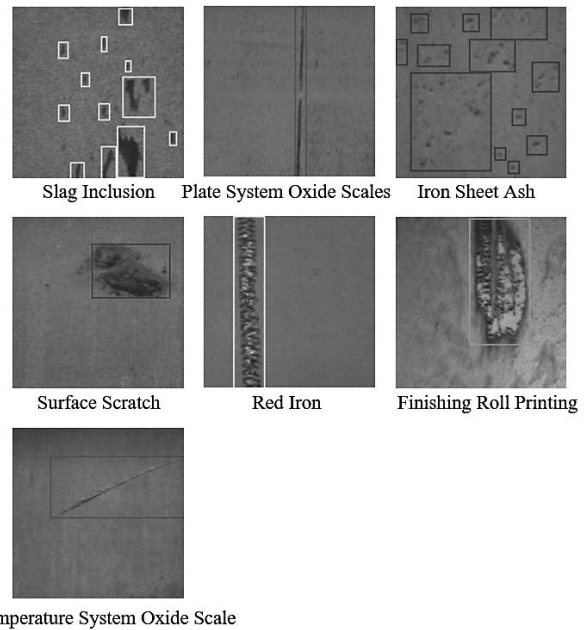 Slag Inclusion
Plate System Oxide Scales
Iron Sheet Ash
Surface Scratch
Red Iron
Finishing Roll Printing
mperature System Oxide Scale